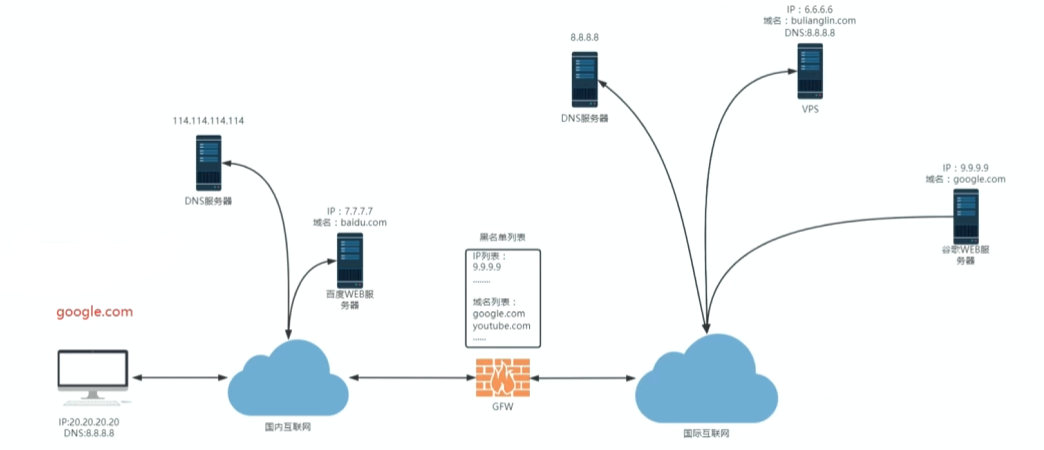 IP：6.6.6.6
域名：bulianglin.com
DNS:8.8.8.8
VPS
8.8.8.8
DNS服务器
114.114.114.114
DNS服务器
IP：9.9.9.9
域名：google.com
谷歌WEB服
务器
IP：7.7.7.7
域名：baidu.com
百度WEB服
务器
黑名单列表
IP列表：
9.9.9.9
........
域名列表：
google.com
youtube.com
......
GFW
google.com
IP:20.20.20.20
DNS:8.8.8.8
国内互联网
国际互联网